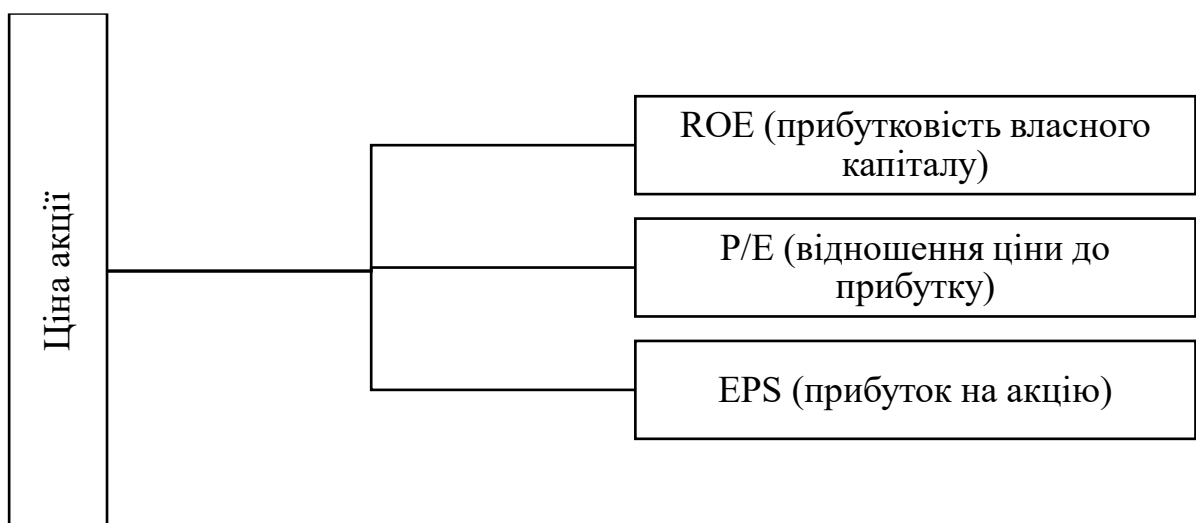 Ціна акції
ROE (прибутковість власного
капіталу)
P/E (відношення ціни до
прибутку)
EPS (прибуток на акцію)